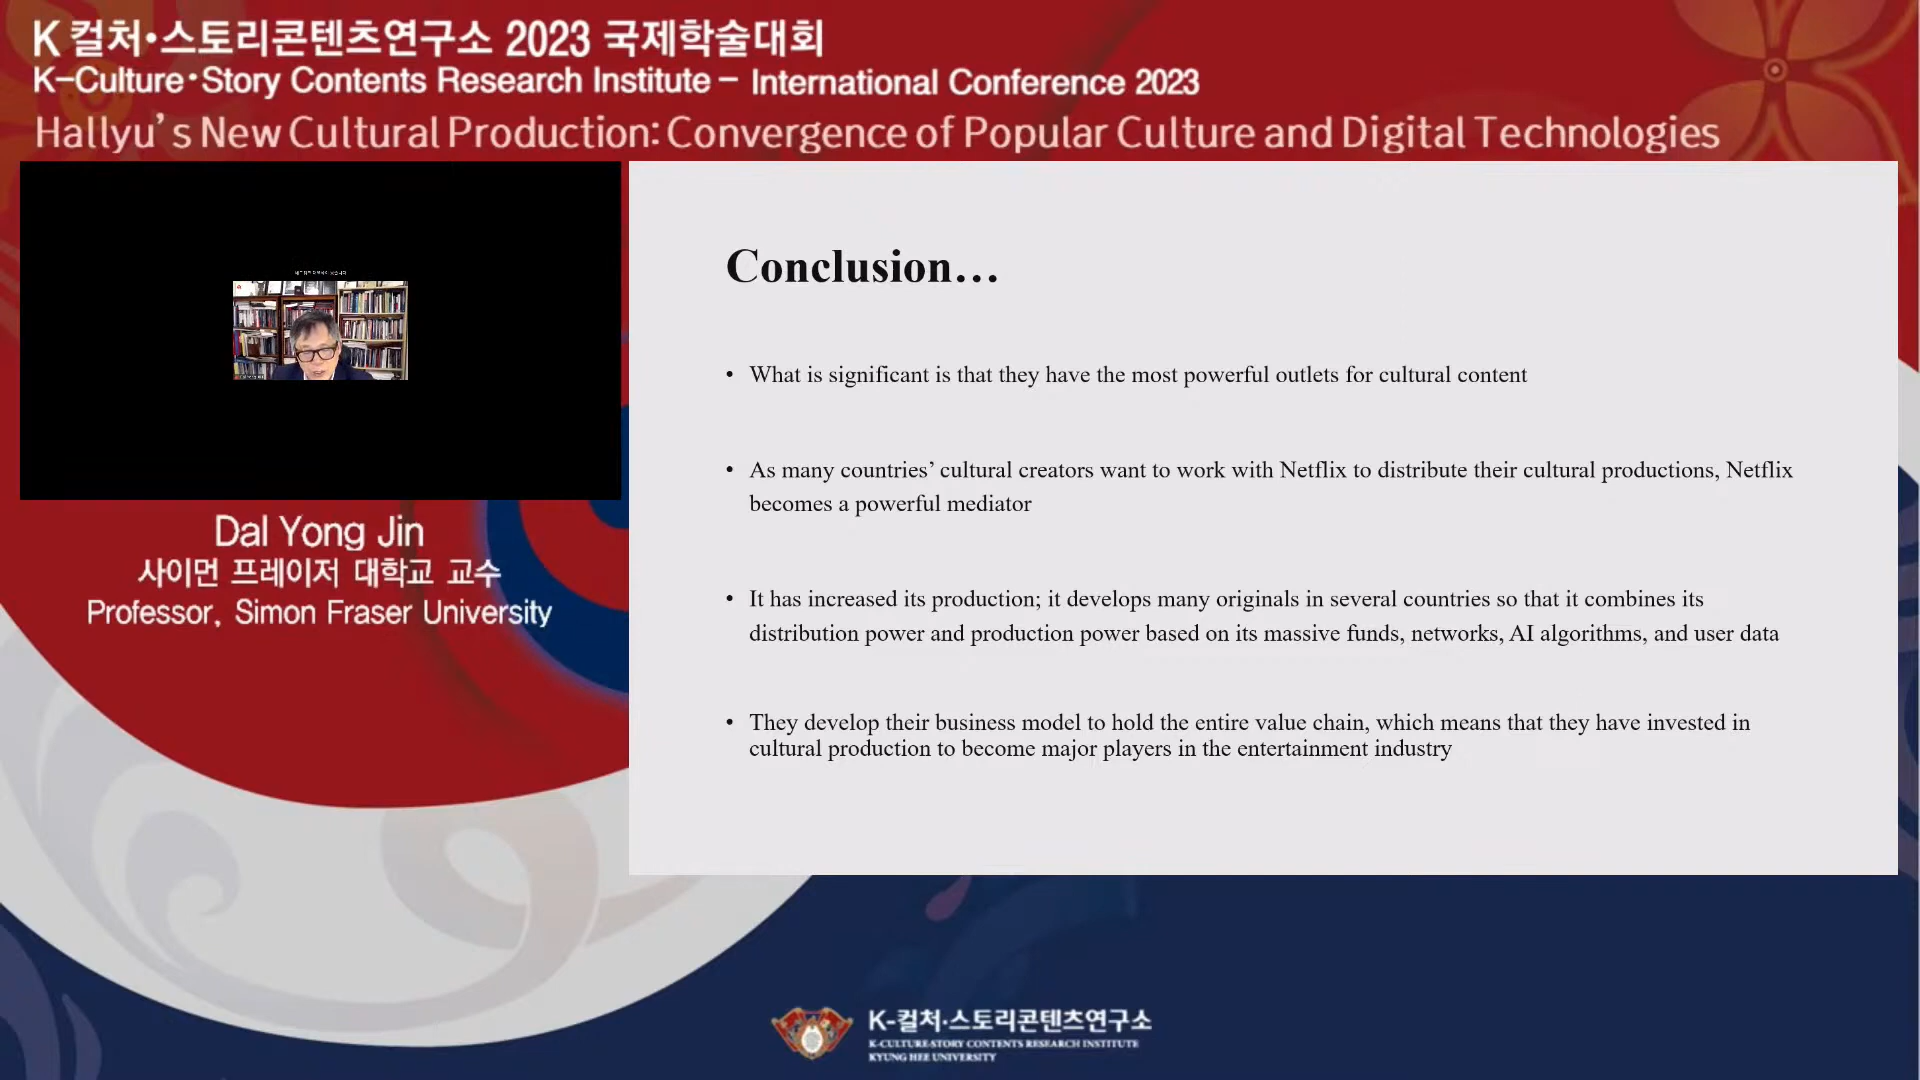 K 컬처·스토리콘텐츠연구소 2023 국제학술대회
K-Culture·Story Contents Research Institute - International Conference 2023
Hallyu's New Cultural Production: Convergence of Popular Culture and Digital Technologies
Dal Yong Jin
사이먼 프레이저 대학교 교수
Professor, Simon Fraser University
Conclusion…
• What is significant is that they have the most powerful outlets for cultural content
• As many countries’ cultural creators want to work with Netflix to distribute their cultural productions, Netflix
becomes a powerful mediator
• It has increased its production; it develops many originals in several countries so that it combines its
distribution power and production power based on its massive funds, networks, AI algorithms, and user data
• They develop their business model to hold the entire value chain, which means that they have invested in
cultural production to become major players in the entertainment industry
K-컬처·스토리콘텐츠연구소
K-CULTURE·STORY CONTENTS RESEARCH INSTITUTE
KYUNG HEE UNIVERSITY